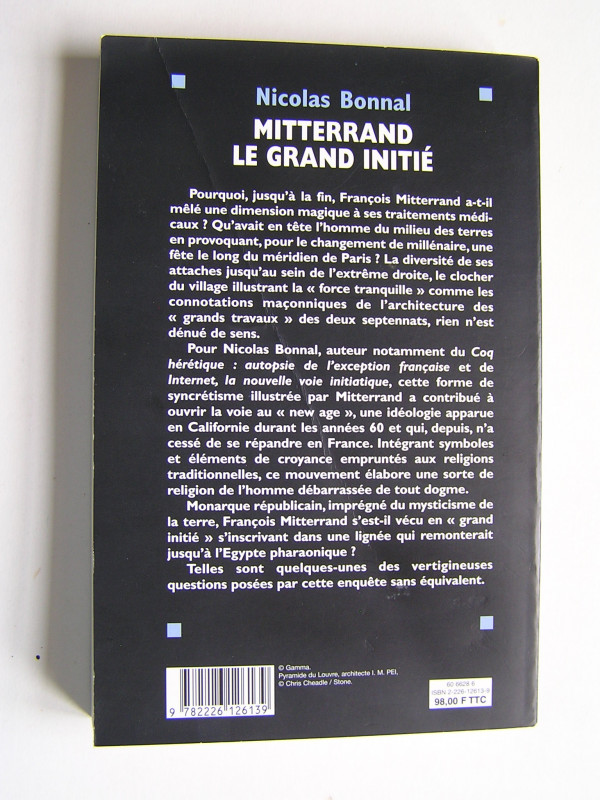 Nicolas Bonnal
MITTERRAND
LE GRAND INITIÉ
Pourquoi, jusqu'à la fin, François Mitterrand a-t-il
mêlé une dimension magique à ses traitements médi-
caux ? Qu'avait en tête l'homme du milieu des terres
en provoquant, pour le changement de millénaire, une
fête le long du méridien de Paris ? La diversité de ses
attaches jusqu'au sein de l'extrême droite, le clocher
du village illustrant la « force tranquille » comme les
connotations maçonniques de l'architecture des
« grands travaux » des deux septennats, rien n'est
dénué de sens.
Pour Nicolas Bonnal, auteur notamment du Coq
hérétique : autopsie de l'exception française et de
Internet, la nouvelle voie initiatique, cette forme de
syncrétisme illustrée par Mitterrand a contribué à
ouvrir la voie au « new age », une idéologie apparue
en Californie durant les années 60 et qui, depuis, n'a
cessé de se répandre en France. Intégrant symboles
et éléments de croyance empruntés aux religions
traditionnelles, ce mouvement élabore une sorte de
religion de l'homme débarrassée de tout dogme.
Monarque républicain, imprégné du mysticisme de
la terre, François Mitterrand s'est-il vécu en « grand
initié » s'inscrivant dans une lignée qui remonterait
jusqu'à l'Egypte pharaonique ?
Telles sont quelques-unes des vertigineuses
questions posées par cette enquête sans équivalent.
© Gamma.
Pyramide du Louvre, architecte I. M. PEI,
© Chris Cheadle / Stone.
9 782226 126139
60 6628 6
ISBN 2-226-12613-9
98,00 F TTC